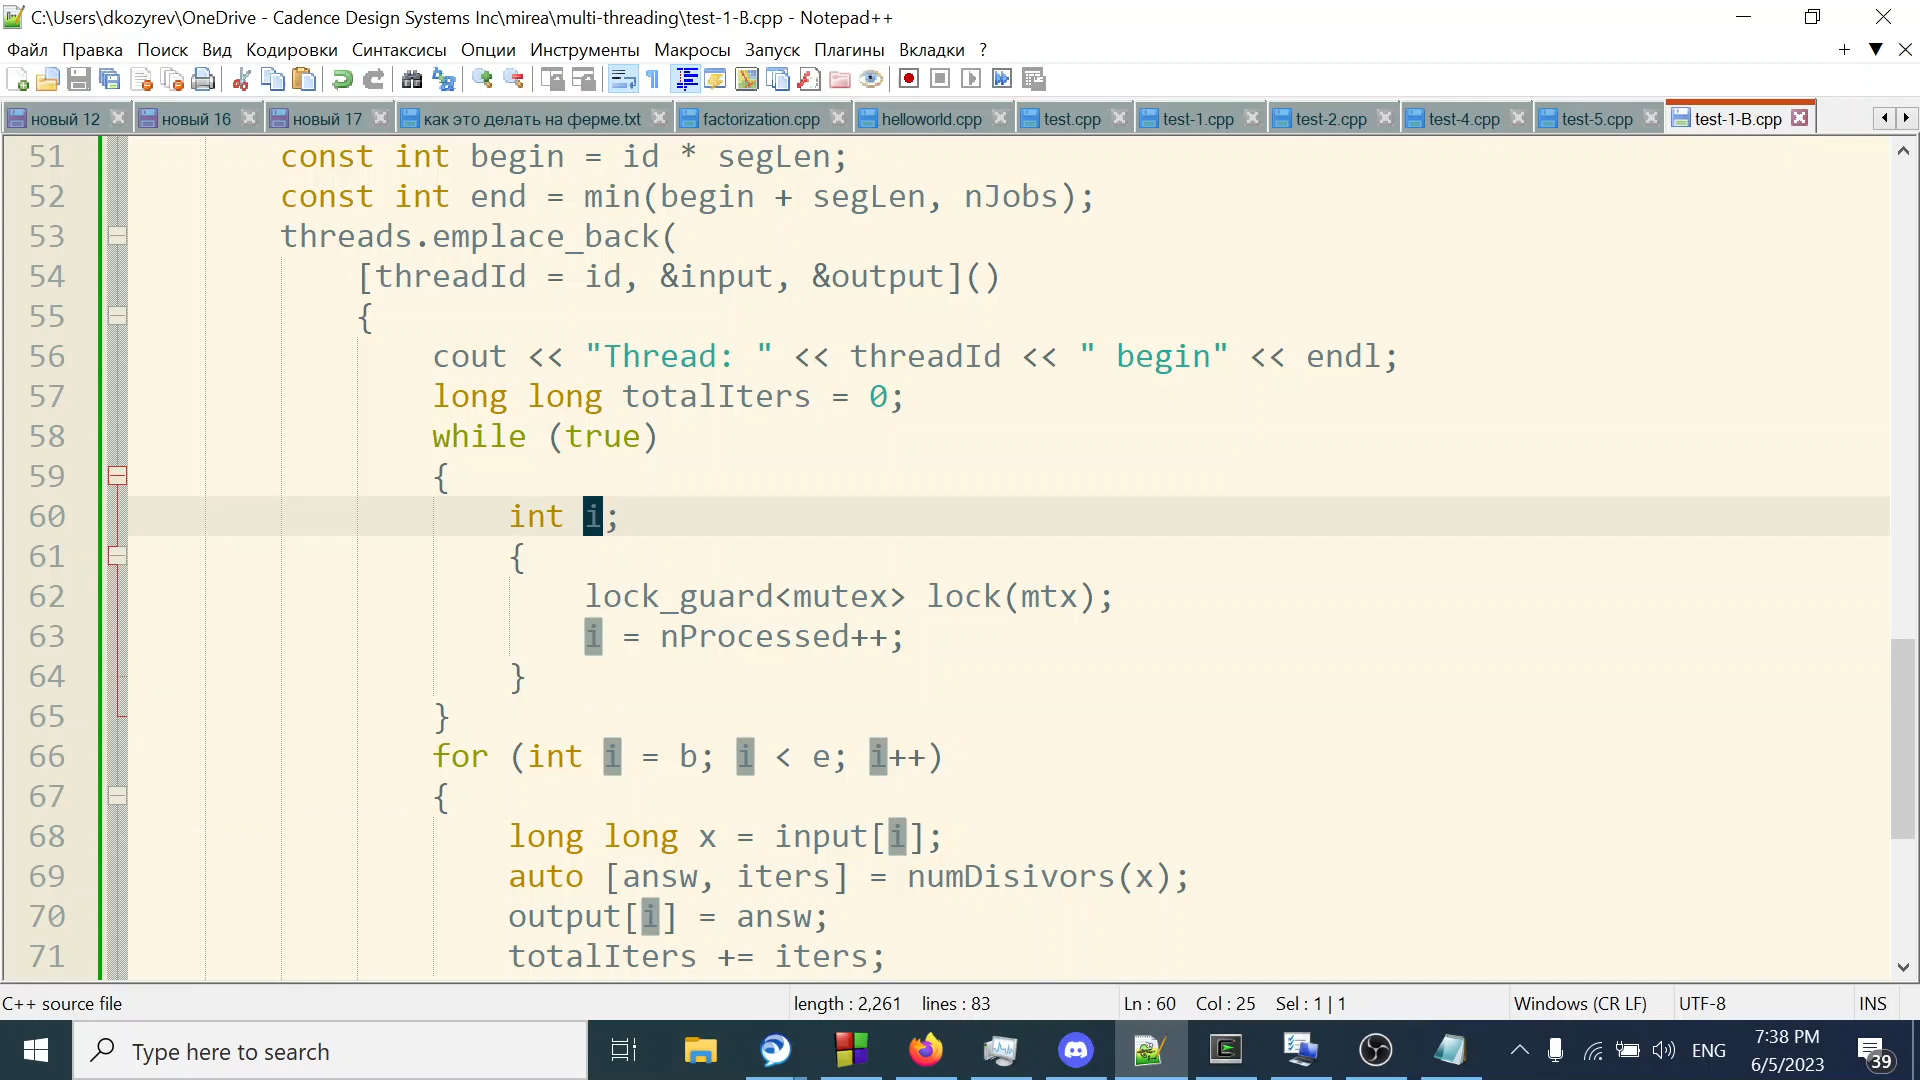 C:\Users\dkozyrev\OneDrive - Cadence Design Systems Inc\mirea\multi-threading\test-1-B.cpp - Notepad++
Файл Правка Поиск Вид Кодировки Синтаксисы Опции Инструменты Макросы Запуск Плагины Вкладки ?
новый 12 новый 16 новый 17 как это делать на ферме.txt factorization.cpp helloworld.cpp test.cpp test-1.cpp test-2.cpp test-4.cpp test-5.cpp test-1-B.cpp
51 const int begin = id * segLen;
52 const int end = min(begin + segLen, nJobs);
53 threads.emplace_back(
54 [threadId = id, &input, &output]()
55 {
56 cout << "Thread: " << threadId << " begin" << endl;
57 long long totalIters = 0;
58 while (true)
59 {
60 int i;
61 {
62 lock_guard<mutex> lock(mtx);
63 i = nProcessed++;
64 }
65 }
66 for (int i = b; i < e; i++)
67 {
68 long long x = input[i];
69 auto [answ, iters] = numDisivors(x);
70 output[i] = answ;
71 totalIters += iters;
C++ source file length : 2,261 lines : 83 Ln : 60 Col : 25 Sel : 1 | 1 Windows (CR LF) UTF-8 INS
Type here to search ENG 7:38 PM
6/5/2023 39